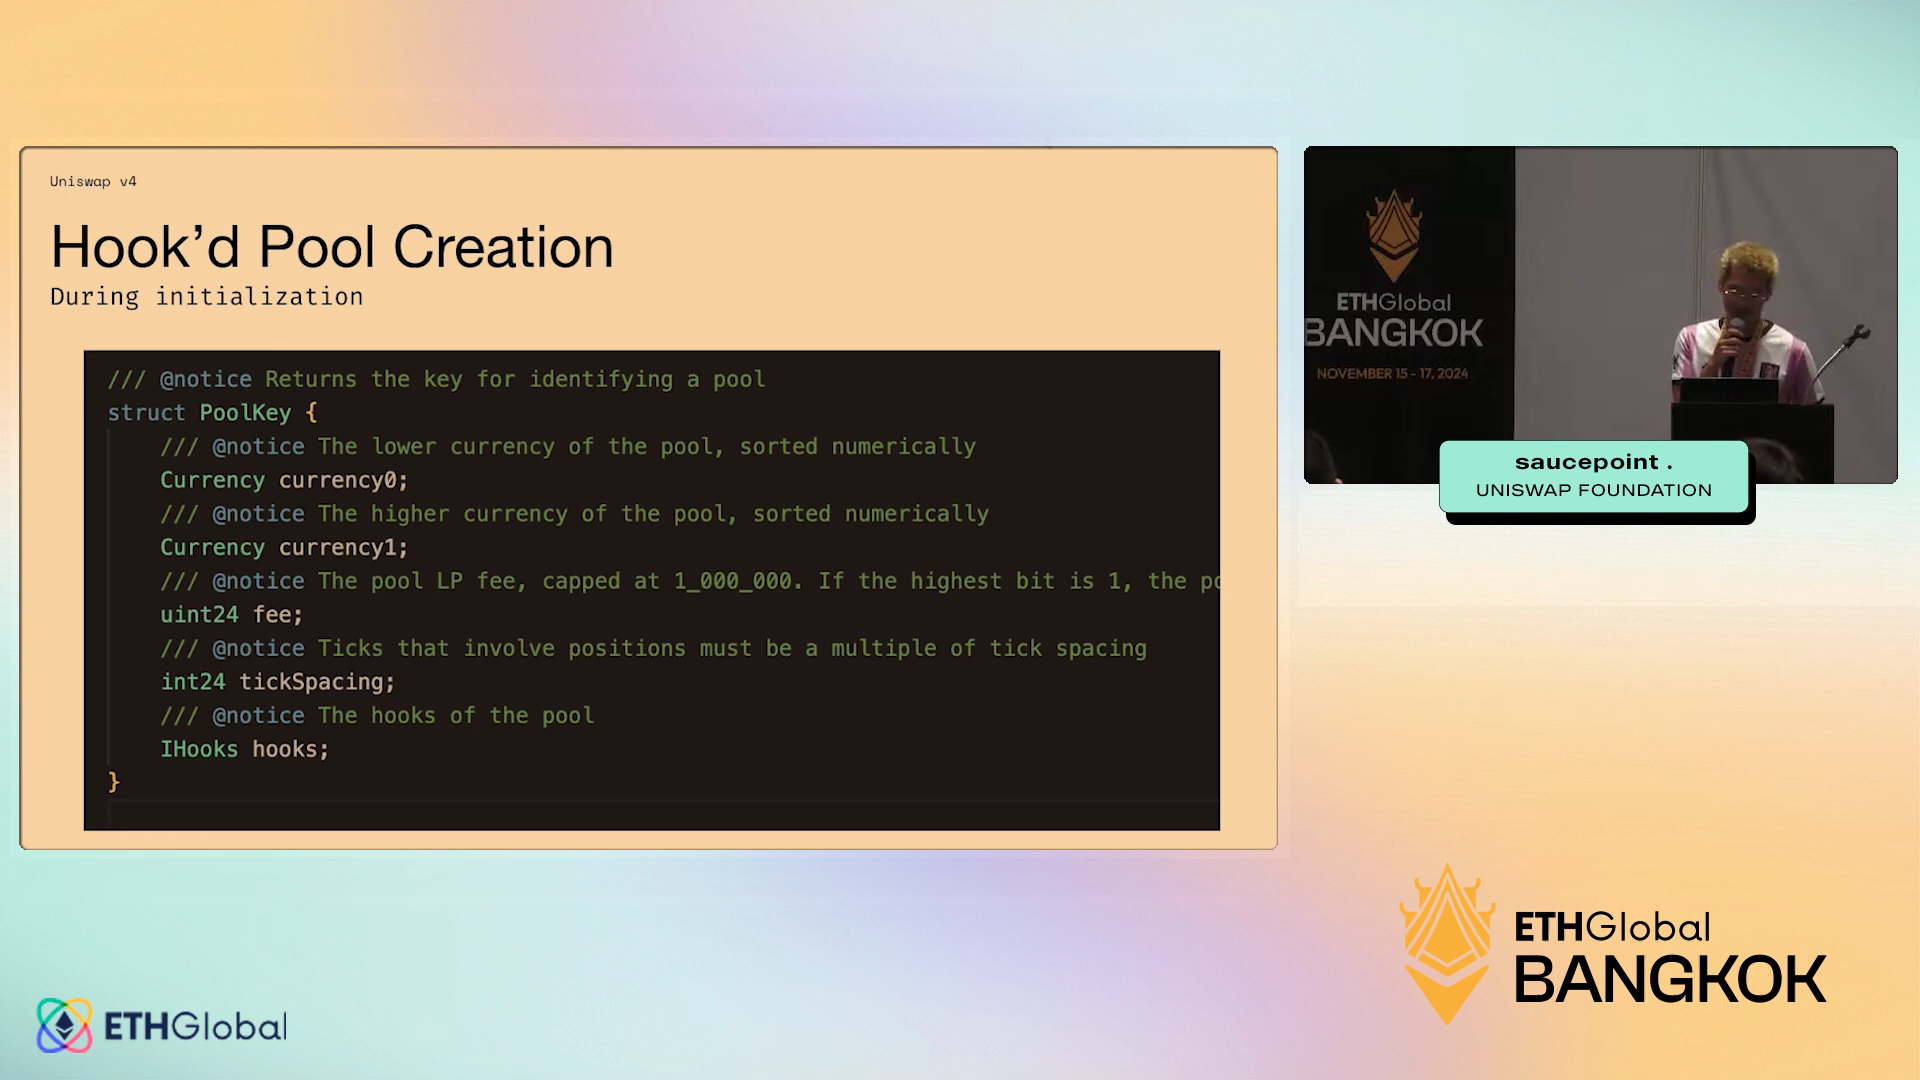 Uniswap v4
Hook’d Pool Creation
During initialization
/// @notice Returns the key for identifying a pool
struct PoolKey {
/// @notice The lower currency of the pool, sorted numerically
Currency currency0;
/// @notice The higher currency of the pool, sorted numerically
Currency currency1;
/// @notice The pool LP fee, capped at 1_000_000. If the highest bit is 1, the
uint24 fee;
/// @notice Ticks that involve positions must be a multiple of tick spacing
int24 tickSpacing;
/// @notice The hooks of the pool
IHooks hooks;
}
ETHGlobal
BANGKOK
NOVEMBER 15 - 17, 2024
saucepoint .
UNISWAP FOUNDATION
ETHGlobal
BANGKOK
ETHGlobal